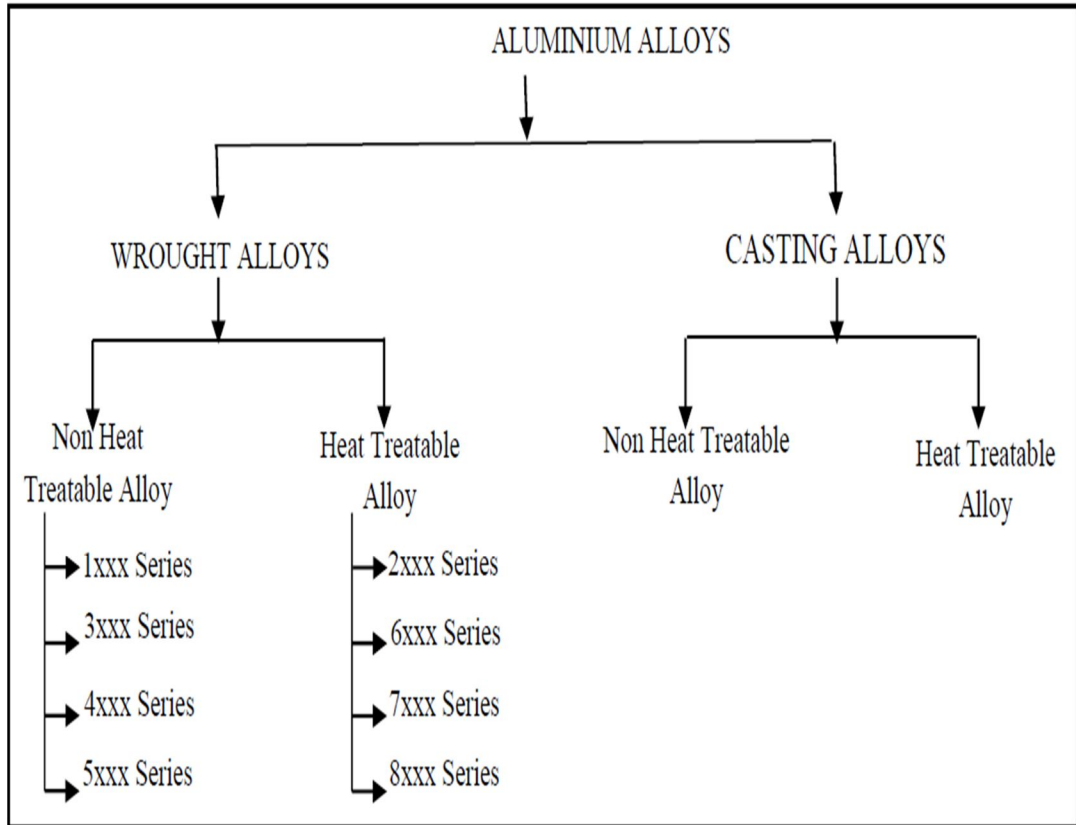 ALUMINIUM ALLOYS
WROUGHT ALLOYS
CASTING ALLOYS
Non Heat
Treatable Alloy
Heat Treatable
Alloy
Non Heat Treatable
Alloy
Heat Treatable
Alloy
1xxx Series
3xxx Series
4xxx Series
5xxx Series
2xxx Series
6xxx Series
7xxx Series
8xxx Series